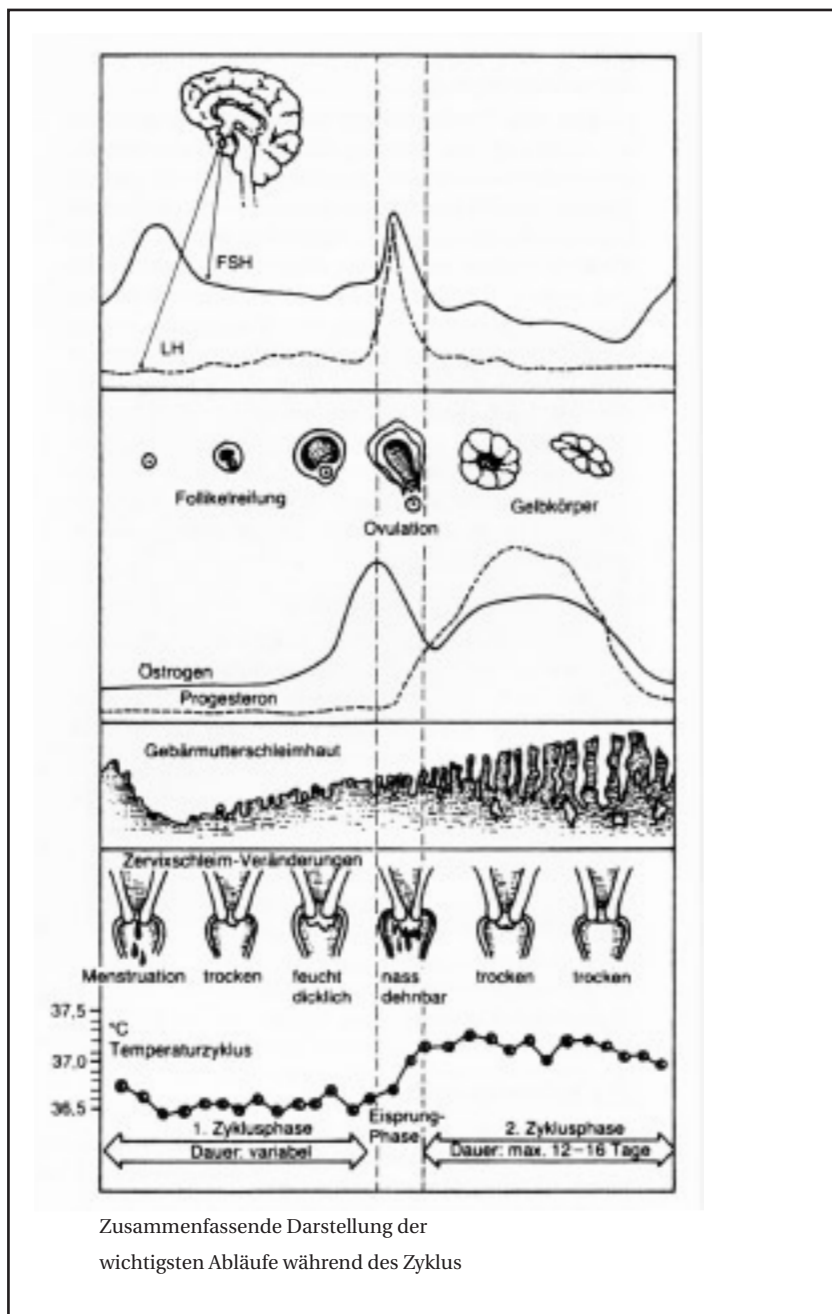 FSH
LH
Follikelreifung
Ovulation
Gelbkörper
Östrogen
Progesteron
Gebärmutterschleimhaut
Zervixschleim-Veränderungen
Menstruation trocken feucht nass trocken trocken
dicklich dehnbar
37,5
°C
Temperaturzyklus
37,0
36,5
1. Zyklusphase Eisprung- 2. Zyklusphase
Dauer: variabel Phase Dauer: max. 12–16 Tage
Zusammenfassende Darstellung der
wichtigsten Abläufe während des Zyklus